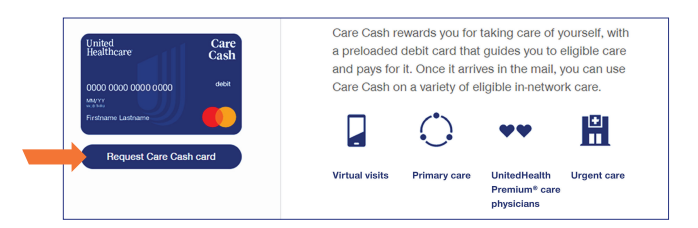 United
Healthcare®
Care
Cash
0000 0000 0000 0000
debit
MM/YY
Firstname Lastname
Request Care Cash card
Care Cash rewards you for taking care of yourself, with
a preloaded debit card that guides you to eligible care
and pays for it. Once it arrives in the mail, you can use
Care Cash on a variety of eligible in-network care.
Virtual visits
Primary care
UnitedHealth
Premium® care
physicians
Urgent care